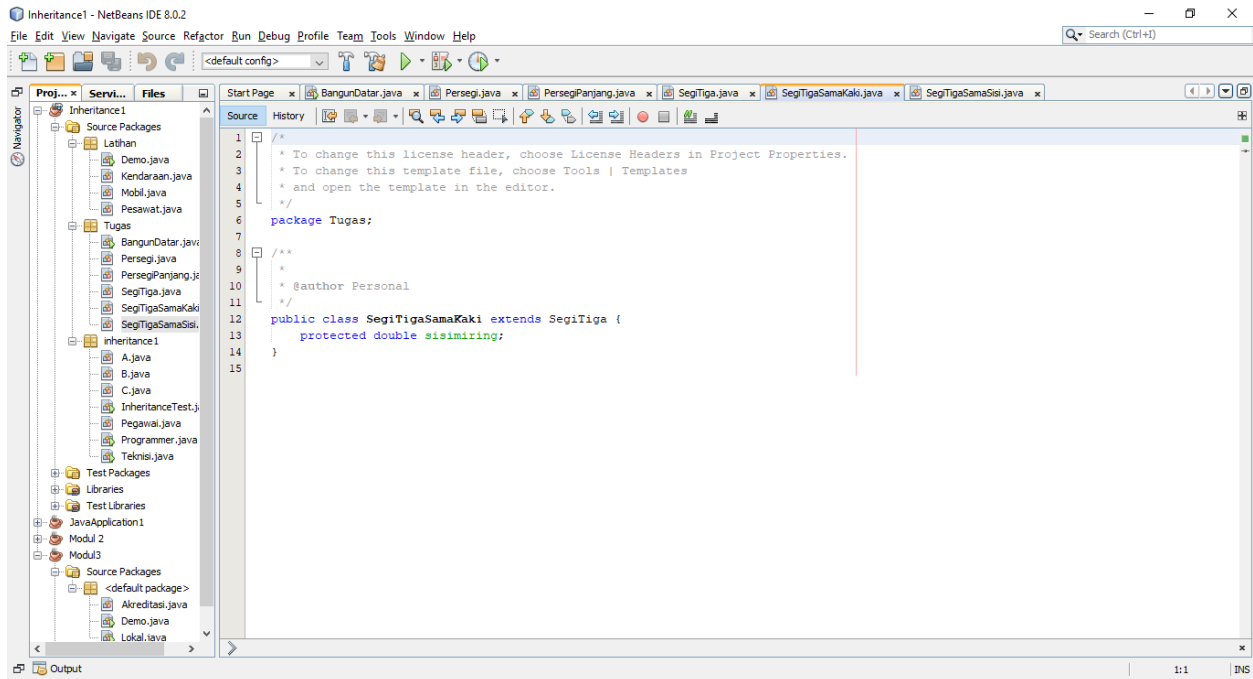 Inheritance1 - NetBeans IDE 8.0.2
File Edit View Navigate Source Refactor Run Debug Profile Team Tools Window Help
Search (Ctrl+I)
<default config>
Proj... Servi... Files
Start Page BangunDatar.java Persegi.java PersegiPanjang.java SegiTiga.java SegiTigaSamaKaki.java SegiTigaSamaSisi.java
Navigator
Source History
Inheritance1
Source Packages
Latihan
Demo.java
Kendaraan.java
Mobil.java
Pesawat.java
Tugas
BangunDatar.java
Persegi.java
PersegiPanjang.ja
SegiTiga.java
SegiTigaSamaKaki
SegiTigaSamaSisi.
inheritance1
A.java
B.java
C.java
InheritanceTest.j
Pegawai.java
Programmer.java
Teknisi.java
Test Packages
Libraries
Test Libraries
JavaApplication1
Modul 2
Modul3
Source Packages
<default package>
Akreditasi.java
Demo.java
Lokal.java
1 /*
2 * To change this license header, choose License Headers in Project Properties.
3 * To change this template file, choose Tools | Templates
4 * and open the template in the editor.
5 */
6 package Tugas;
7
8 /**
9 *
10 * @author Personal
11 */
12 public class SegiTigaSamaKaki extends SegiTiga {
13 protected double sisimiring;
14 }
15
Output
1:1 INS